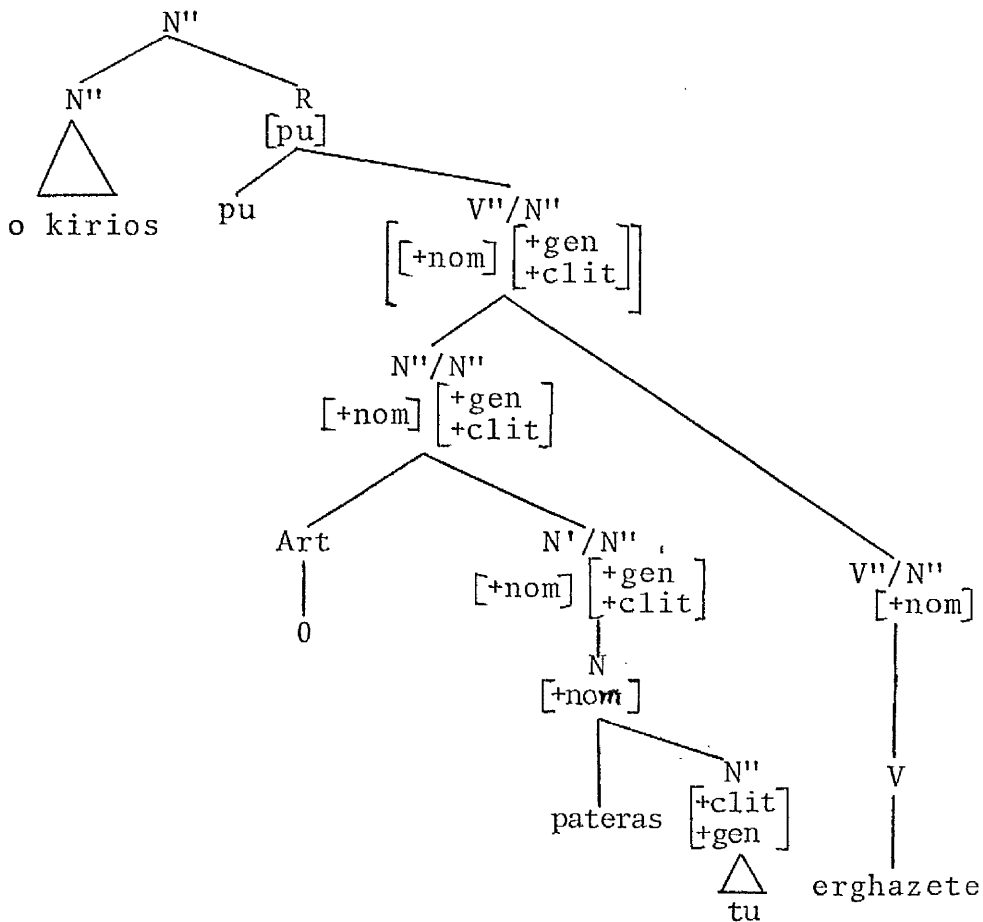 N"
N" R
[pu]
o kirios pu V"/N"
[[+nom] [+gen
+clit]]
N"/N"
[+nom] [+gen
+clit]
Art N'/N" V"/N"
[+nom] [+gen
+clit] [+nom]
O
N
[+nom]
N" V
pateras [+clit
+gen]
erghazete
tu